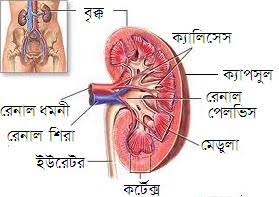 বৃক্ক
ক্যালিসেস
ক্যাপসুল
রেনাল
পেলভিস
মেডুলা
রেনাল ধমনী
রেনাল শিরা
ইউরেটর
কর্টেক্স